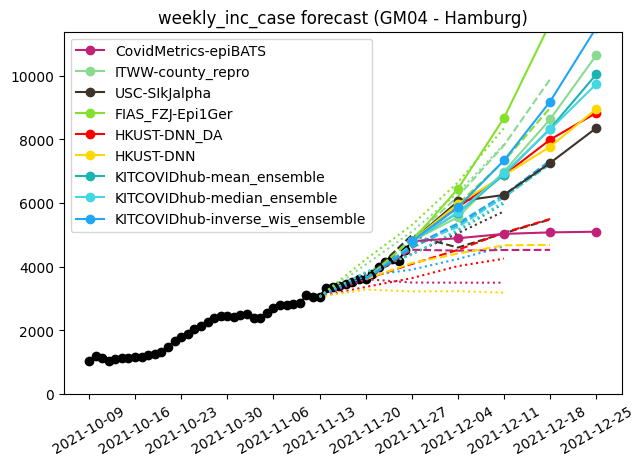 weekly_inc_case forecast (GM04 - Hamburg)
CovidMetrics-epiBATS
ITWW-county_repro
USC-SIkJalpha
FIAS_FZJ-Epi1Ger
HKUST-DNN_DA
HKUST-DNN
KITCOVIDhub-mean_ensemble
KITCOVIDhub-median_ensemble
KITCOVIDhub-inverse_wis_ensemble
10000
8000
6000
4000
2000
0
2021-10-09
2021-10-16
2021-10-23
2021-10-30
2021-11-06
2021-11-13
2021-11-20
2021-11-27
2021-12-04
2021-12-11
2021-12-18
2021-12-25